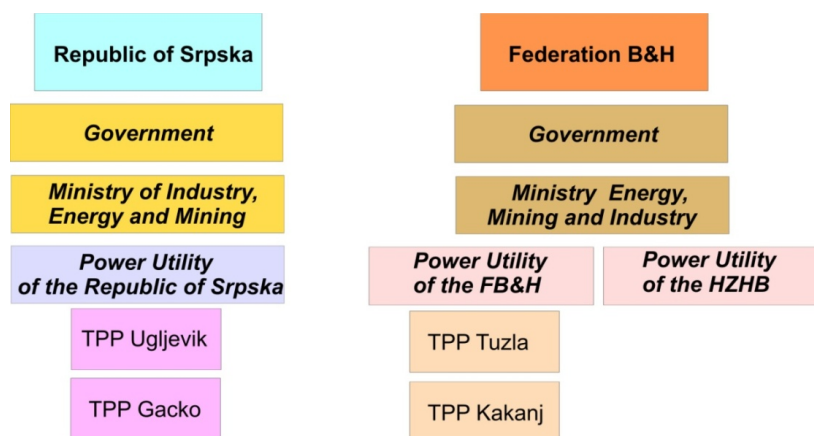 Republic of Srpska
Federation B&H
Government
Government
Ministry of Industry,
Energy and Mining
Ministry Energy,
Mining and Industry
Power Utility
of the Republic of Srpska
Power Utility
of the FB&H
Power Utility
of the HZHB
TPP Ugljevik
TPP Tuzla
TPP Gacko
TPP Kakanj